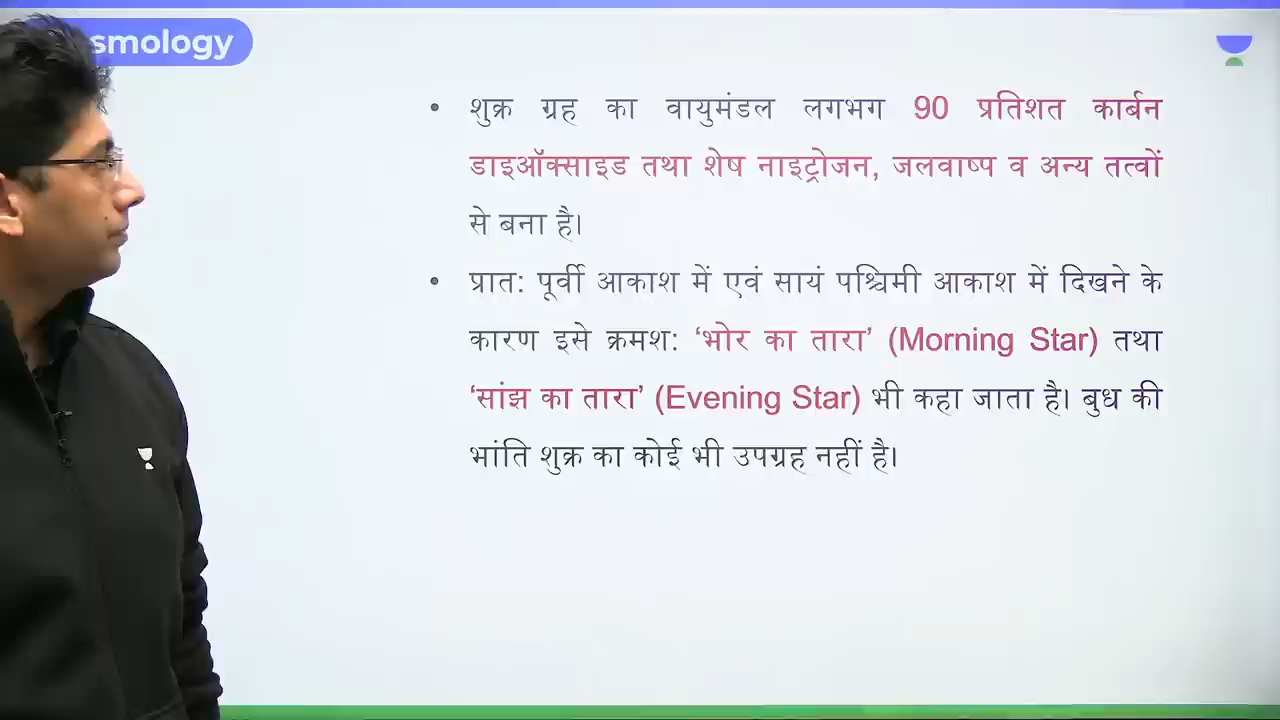 smology
• शुक्र ग्रह का वायुमंडल लगभग 90 प्रतिशत कार्बन
डाइऑक्साइड तथा शेष नाइट्रोजन, जलवाष्प व अन्य तत्वों
से बना है।
• प्रात: पूर्वी आकाश में एवं सायं पश्चिमी आकाश में दिखने के
कारण इसे क्रमश: ‘भोर का तारा’ (Morning Star) तथा
‘सांझ का तारा’ (Evening Star) भी कहा जाता है। बुध की
भांति शुक्र का कोई भी उपग्रह नहीं है।